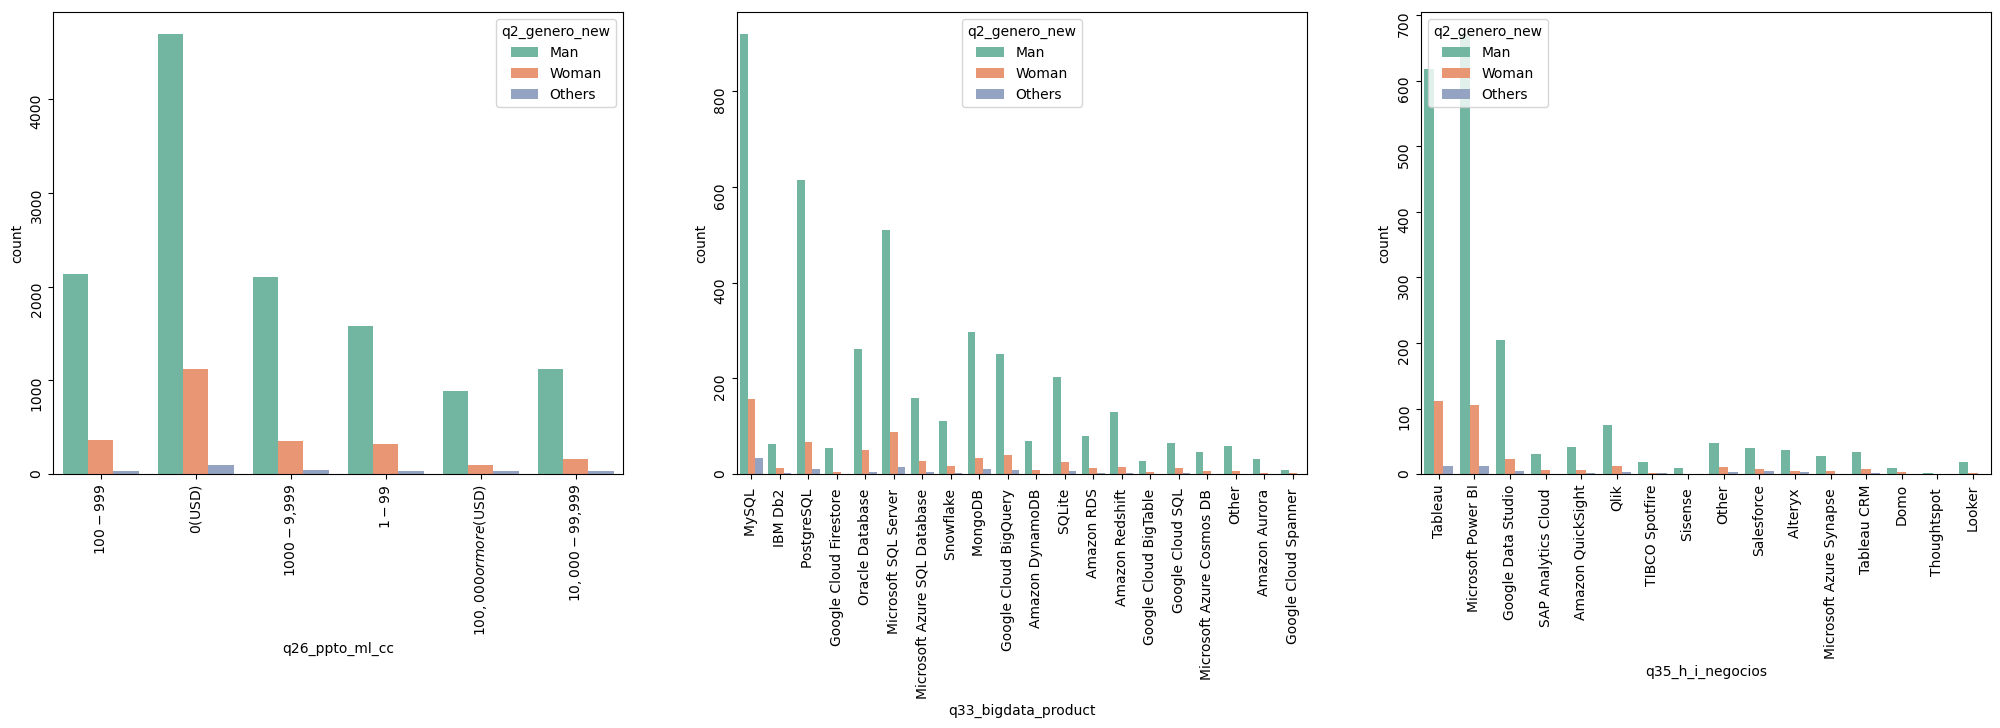 q2_genero_new
Man
Woman
Others
count
0
1000
2000
3000
4000
100-999
0(USD)
1000-9,999
1-99
100,000ormore(USD)
10,000-99,999
q26_ppto_ml_cc
q2_genero_new
Man
Woman
Others
count
0
200
400
600
800
MySQL
IBM Db2
PostgreSQL
Google Cloud Firestore
Oracle Database
Microsoft SQL Server
Microsoft Azure SQL Database
Snowflake
MongoDB
Google Cloud BigQuery
Amazon DynamoDB
SQLite
Amazon RDS
Amazon Redshift
Google Cloud BigTable
Google Cloud SQL
Microsoft Azure Cosmos DB
Other
Amazon Aurora
Google Cloud Spanner
q33_bigdata_product
q2_genero_new
Man
Woman
Others
count
0
100
200
300
400
500
600
700
Tableau
Microsoft Power BI
Google Data Studio
SAP Analytics Cloud
Amazon QuickSight
Qlik
TIBCO Spotfire
Sisense
Other
Salesforce
Alteryx
Microsoft Azure Synapse
Tableau CRM
Domo
Thoughtspot
Looker
q35_h_i_negocios